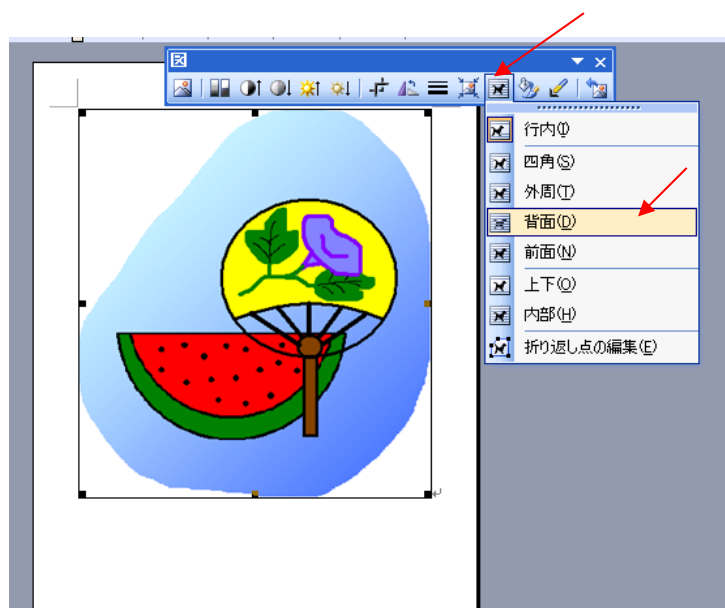 図
行内(I)
四角(S)
外周(T)
背面(D)
前面(N)
上下(O)
内部(H)
折り返し点の編集(E)